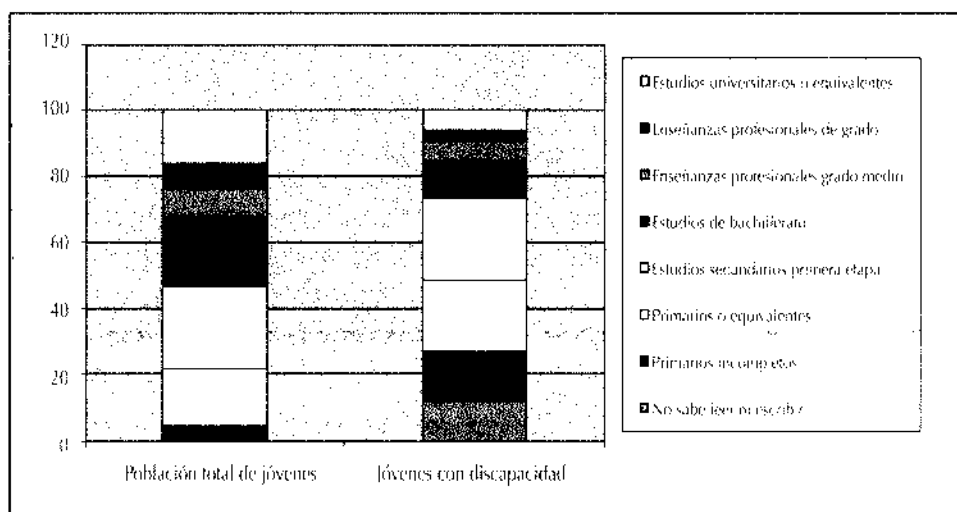 120
100
80
60
40
20
0
Población total de jóvenes
Jóvenes con discapacidad
Estudios universitarios o equivalentes
Enseñanzas profesionales de grado
Enseñanzas profesionales grado medio
Estudios de bachillerato
Estudios secundarios primera etapa
Primarios o equivalentes
Primarios incompletos
No sabe leer ni escribir